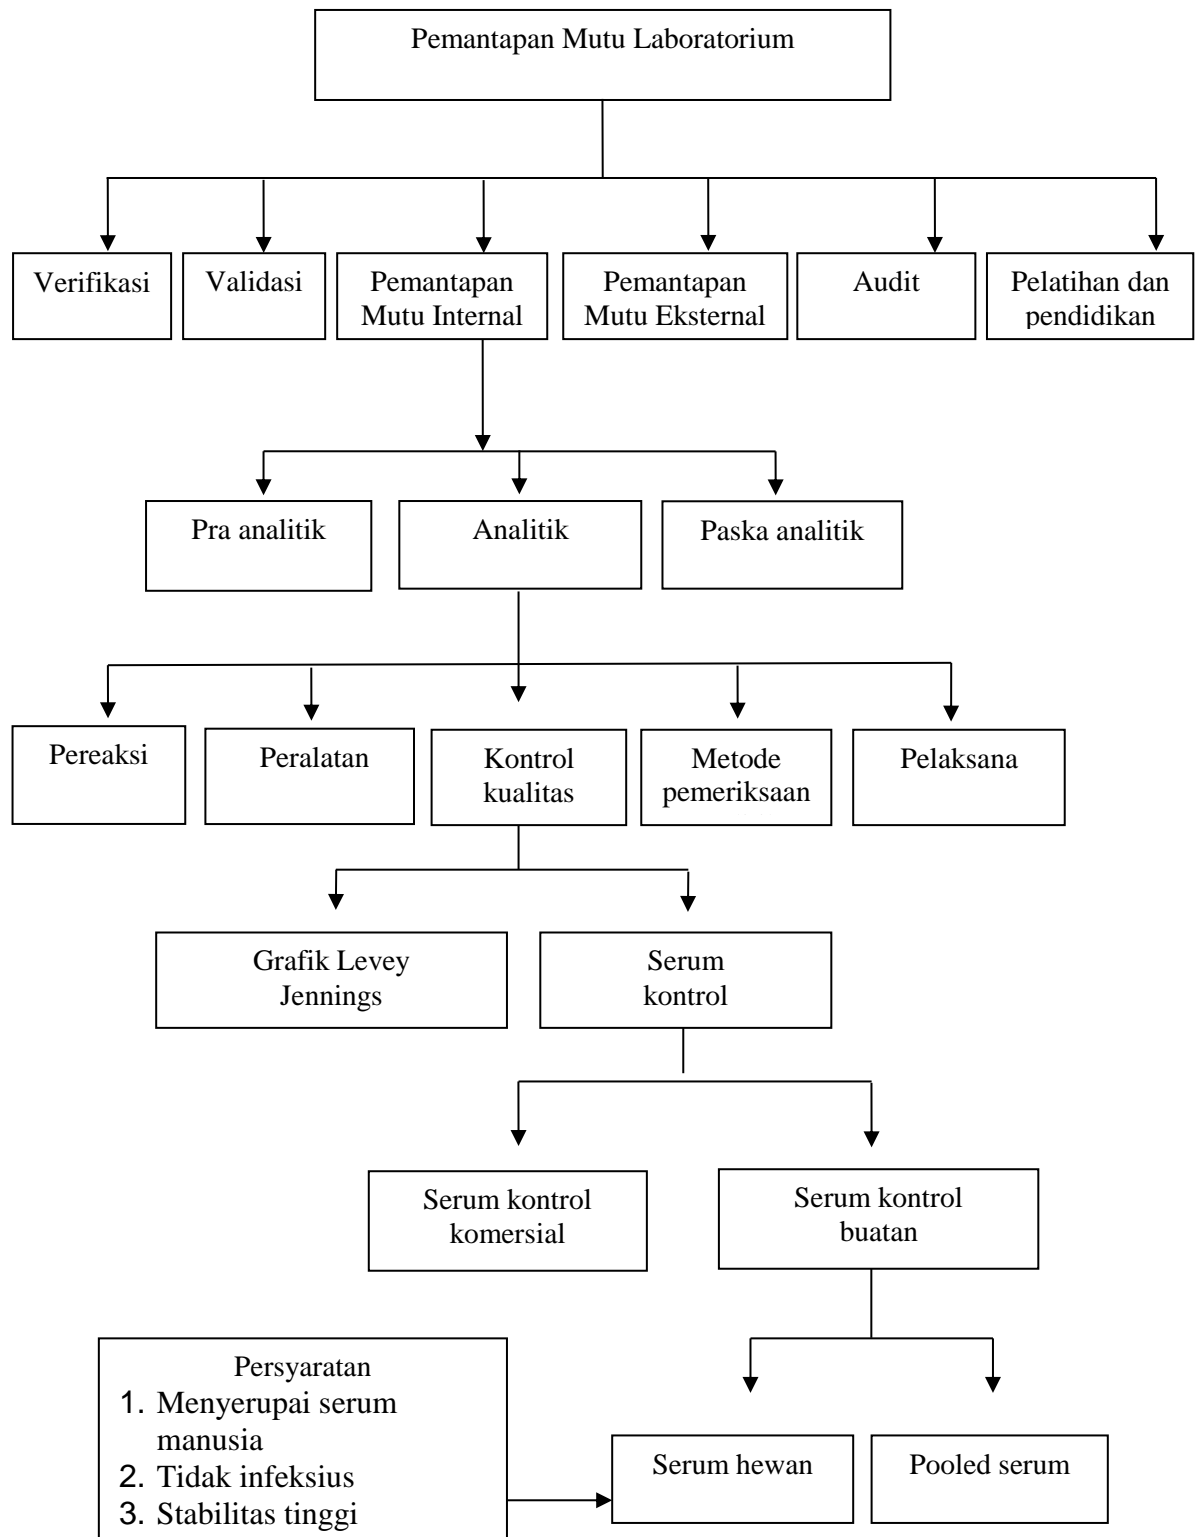 Pemantapan Mutu Laboratorium
Verifikasi
Validasi
Pemantapan
Mutu Internal
Pemantapan
Mutu Eksternal
Audit
Pelatihan dan
pendidikan
Pra analitik
Analitik
Paska analitik
Pereaksi
Peralatan
Kontrol
kualitas
Metode
pemeriksaan
Pelaksana
Grafik Levey
Jennings
Serum
kontrol
Serum kontrol
komersial
Serum kontrol
buatan
Persyaratan
1. Menyerupai serum
manusia
2. Tidak infeksius
3. Stabilitas tinggi
Serum hewan
Pooled serum